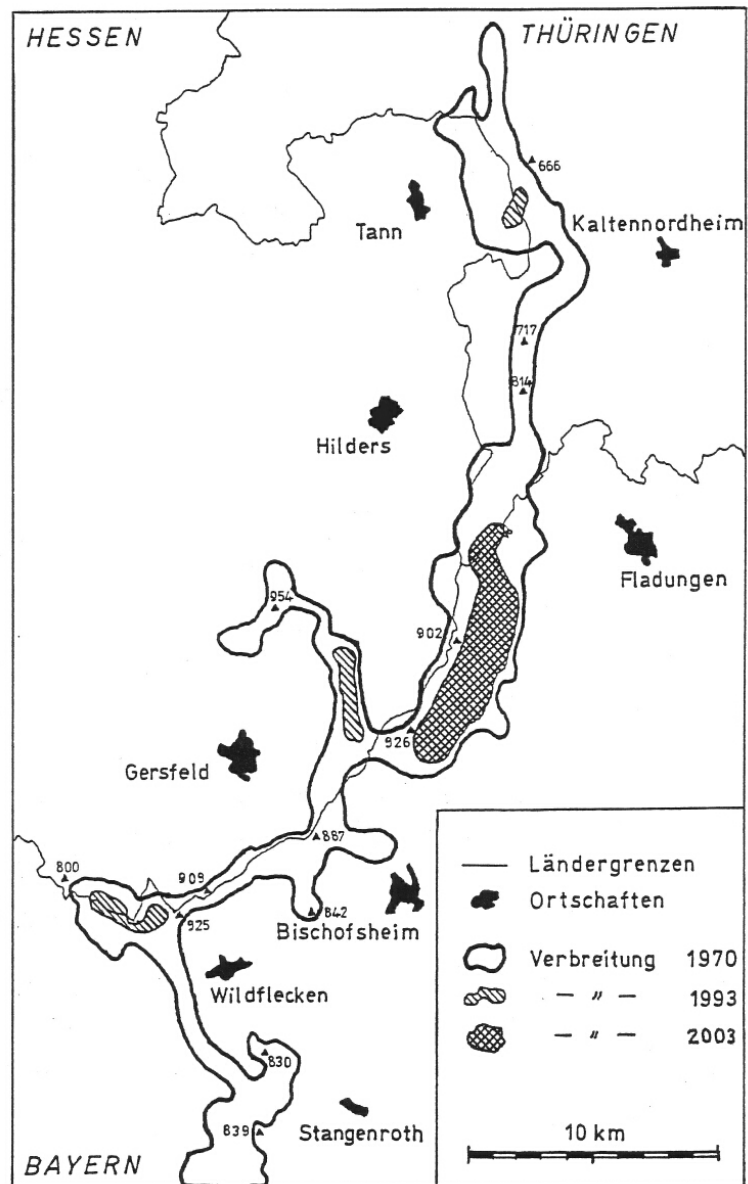 HESSEN
THÜRINGEN
666
Tann
Kaltennordheim
717
814
Hilders
Fladungen
954
902
926
Gersfeld
887
800
909
925
842
Bischofsheim
Wildflecken
830
839
Stangenroth
BAYERN
Ländergrenzen
Ortschaften
Verbreitung 1970
— „ — 1993
— „ — 2003
10 km